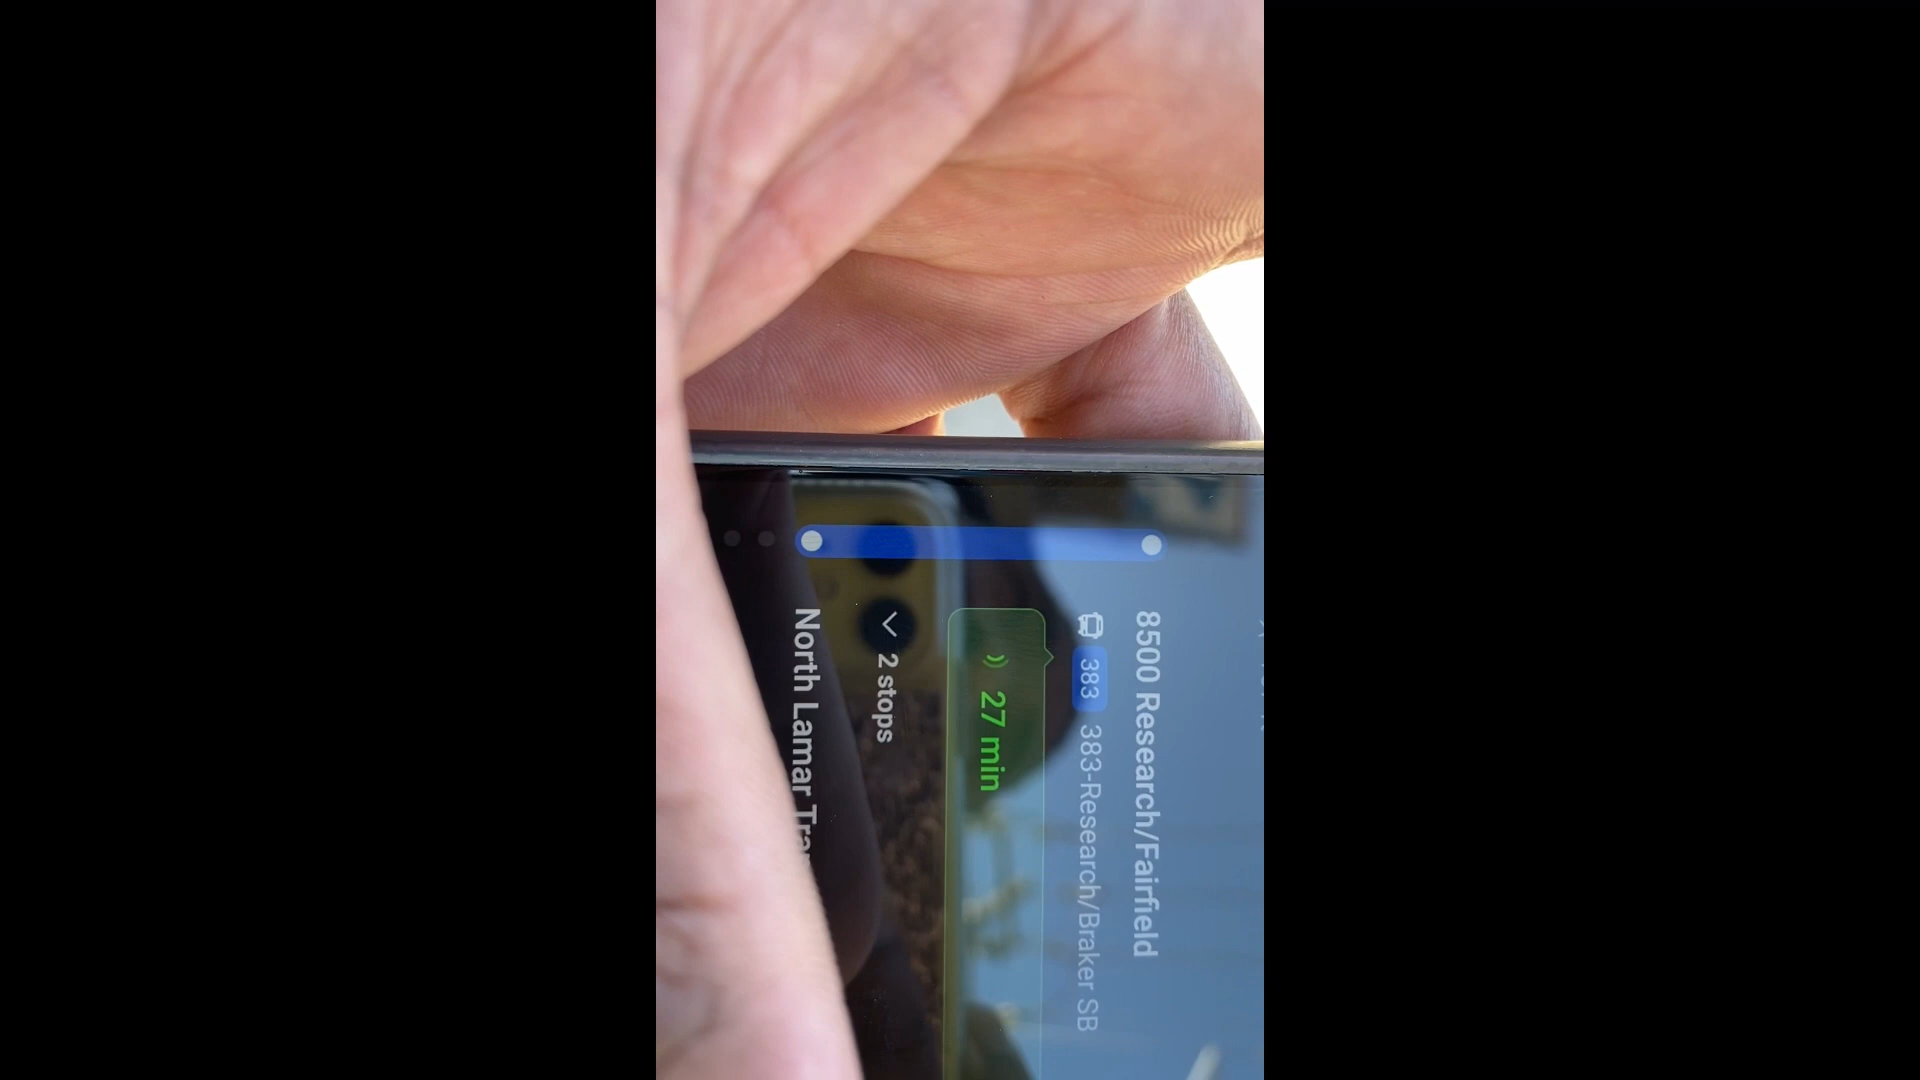 8500 Research/Fairfield
383 383-Research/Braker SB
27 min
2 stops
North Lamar